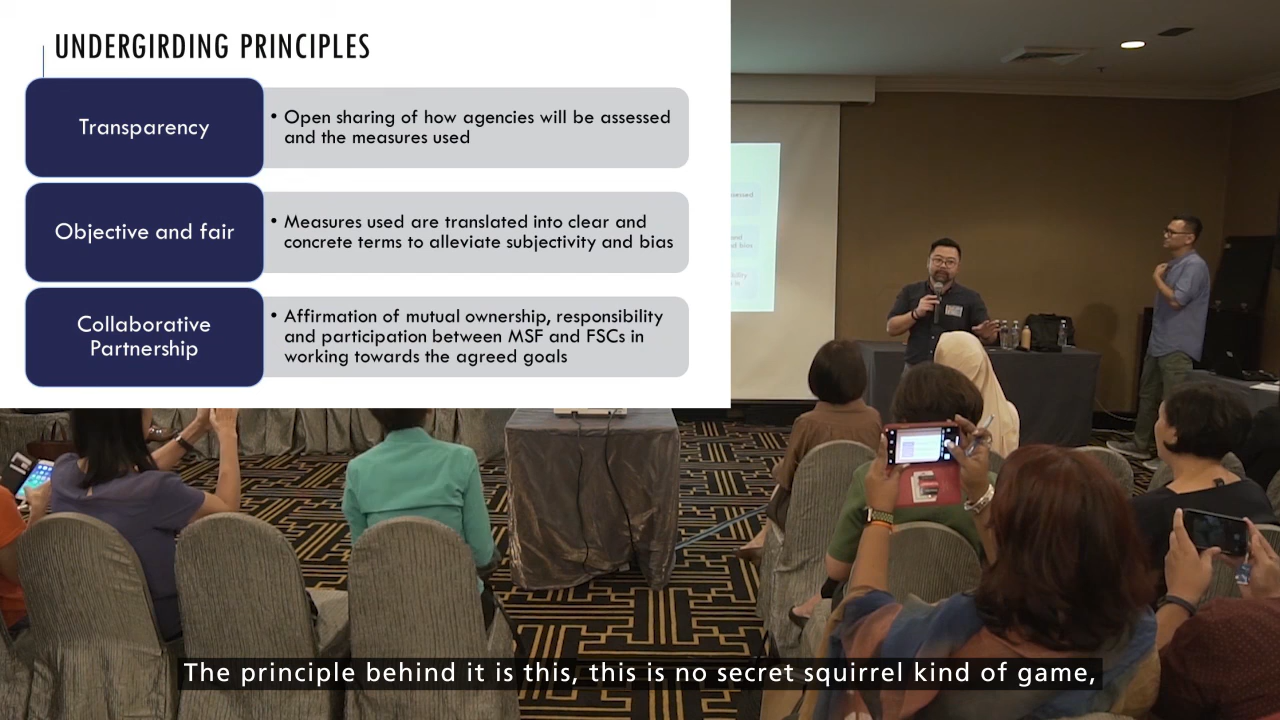 UNDERGIRDING PRINCIPLES
Transparency
• Open sharing of how agencies will be assessed
and the measures used
Objective and fair
• Measures used are translated into clear and
concrete terms to alleviate subjectivity and bias
Collaborative
Partnership
• Affirmation of mutual ownership, responsibility
and participation between MSF and FSCs in
working towards the agreed goals
The principle behind it is this, this is no secret squirrel kind of game,